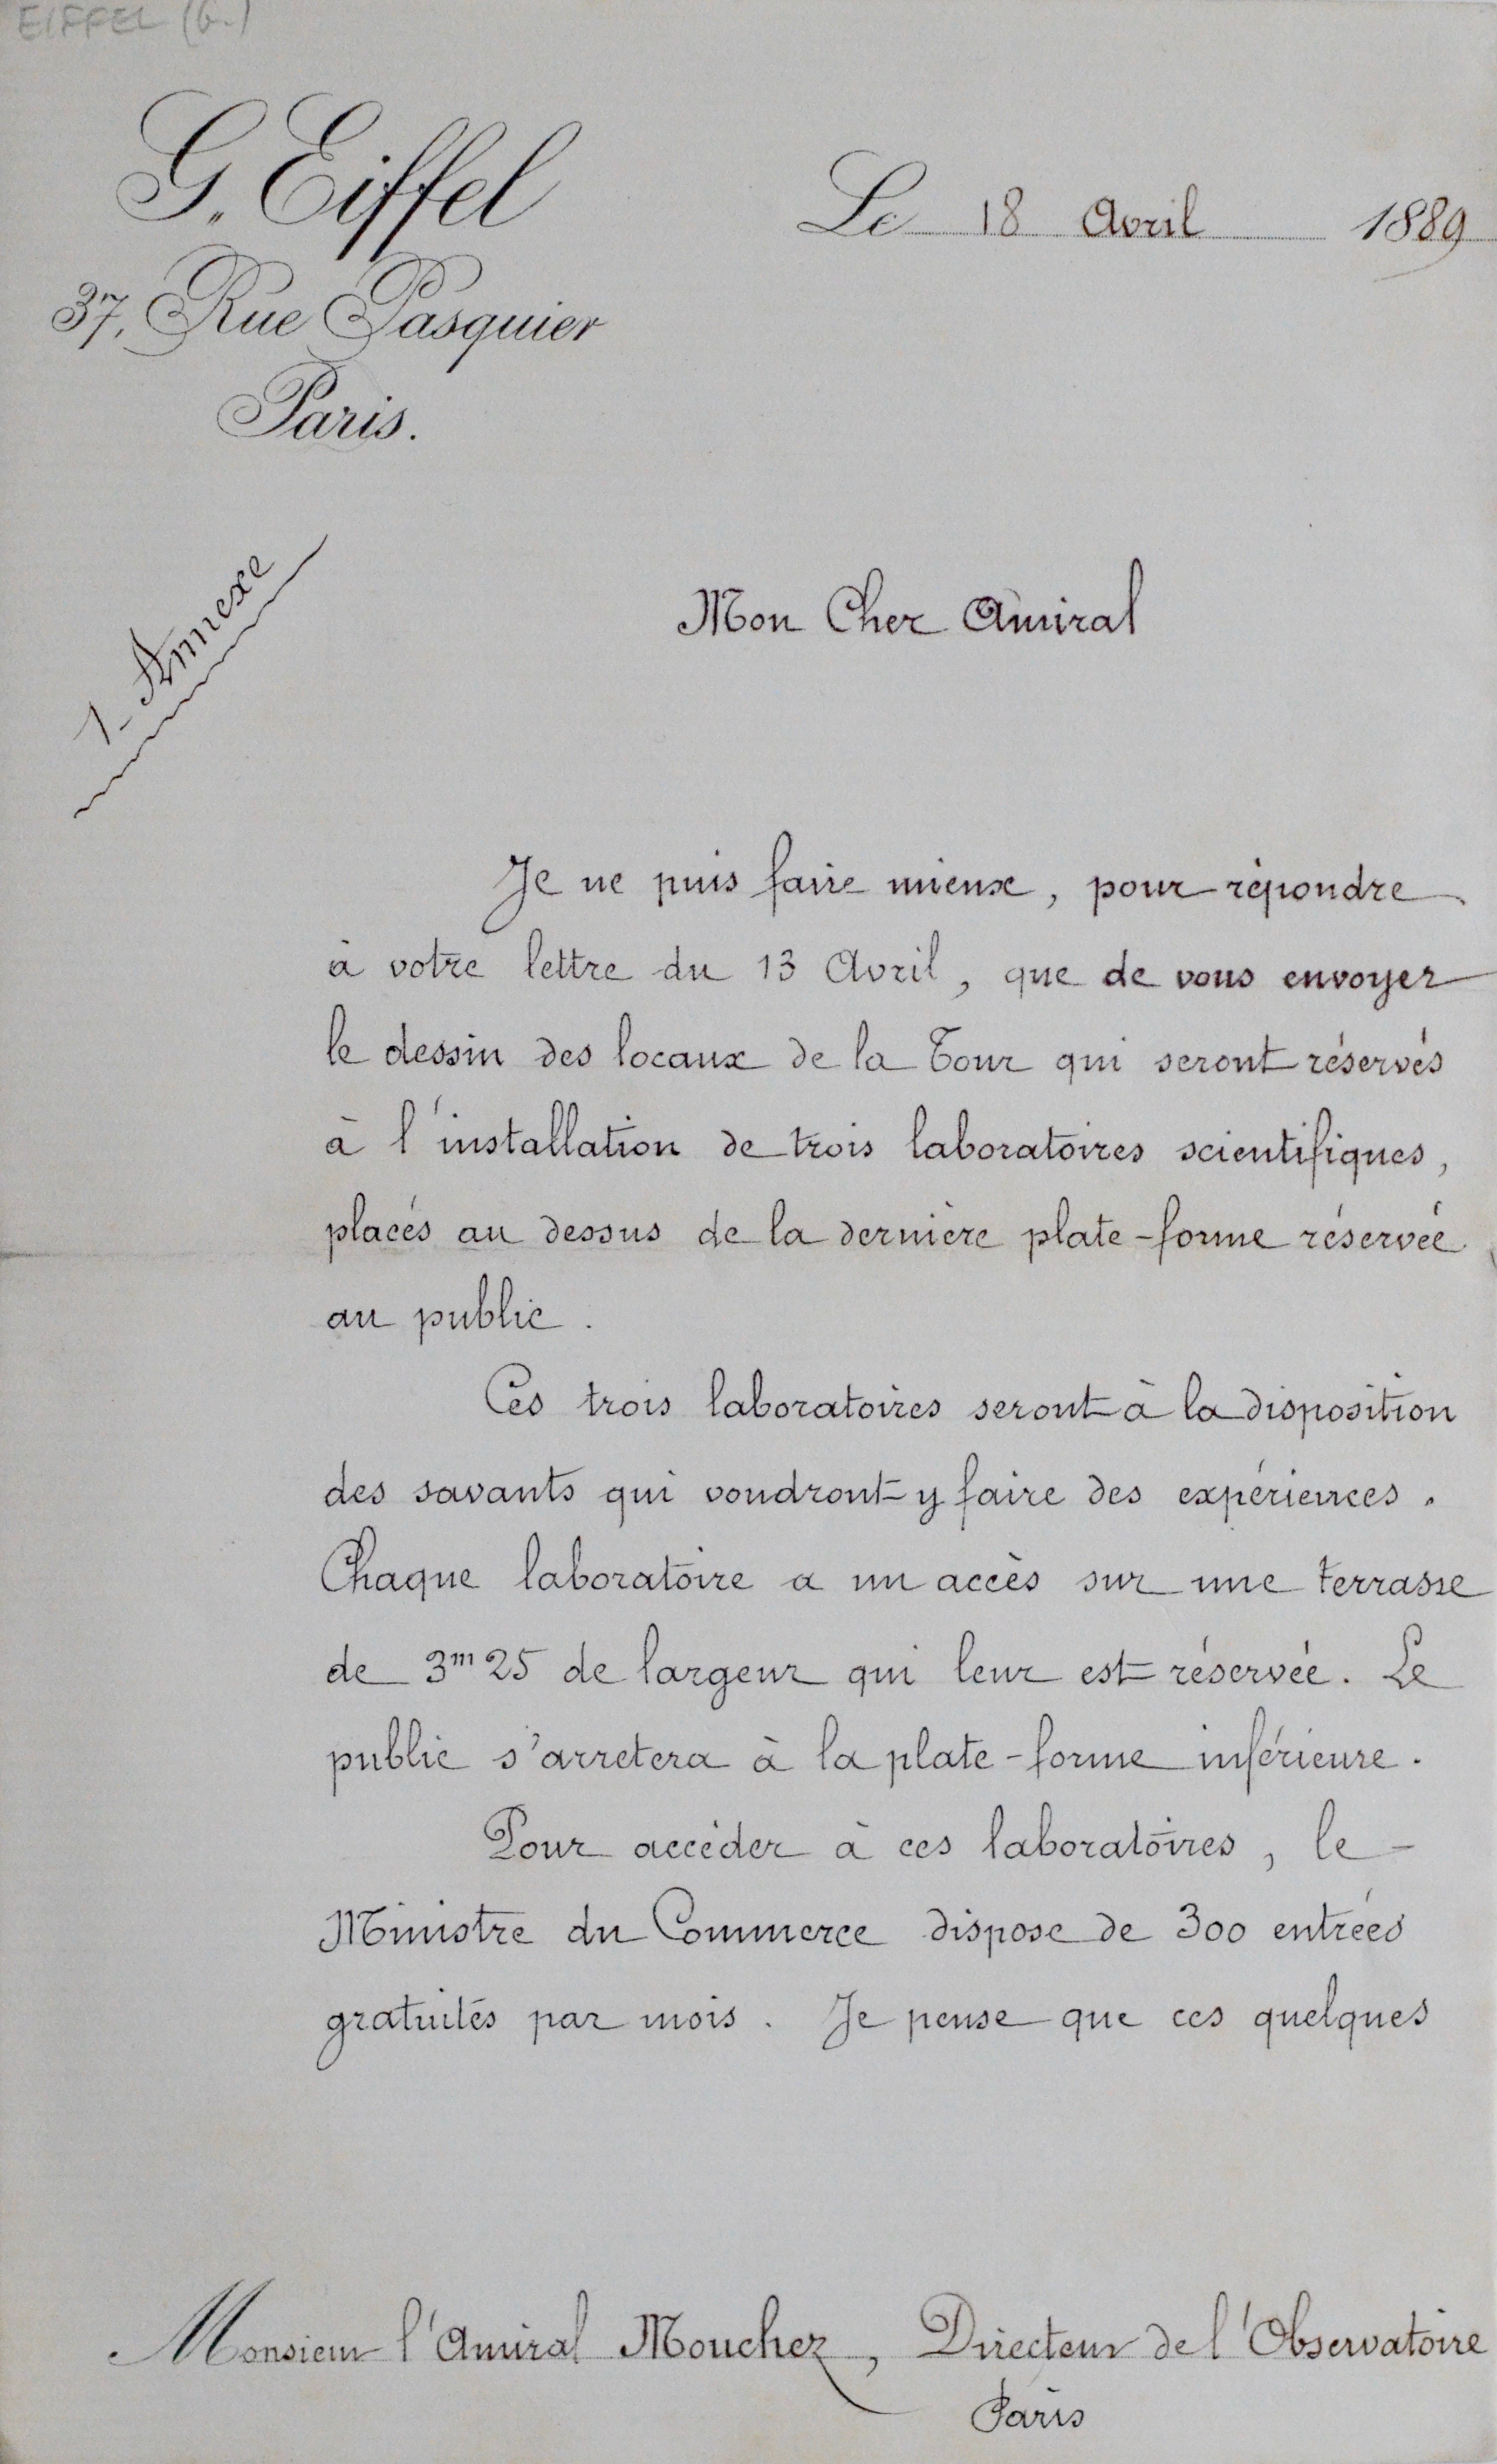 EIFFEL (G.)
G. Eiffel
37, Rue Pasquier
Paris.
Le 18 Avril 1889
1 - Annexe
Mon Cher Amiral
Je ne puis faire mieux, pour répondre
à votre lettre du 13 Avril, que de vous envoyer
le dessin des locaux de la Tour qui seront réservés
à l'installation de trois laboratoires scientifiques,
placés au dessus de la dernière plate-forme réservée
au public.
Ces trois laboratoires seront à la disposition
des savants qui voudront y faire des expériences.
Chaque laboratoire a un accès sur une terrasse
de 3m25 de largeur qui leur est réservée. Le
public s'arretera à la plate-forme inférieure.
Pour accéder à ces laboratoires, le
Ministre du Commerce dispose de 300 entrées
gratuités par mois. Je pense que ces quelques
Monsieur l'Amiral Mouchez, Directeur de l'Observatoire
Paris